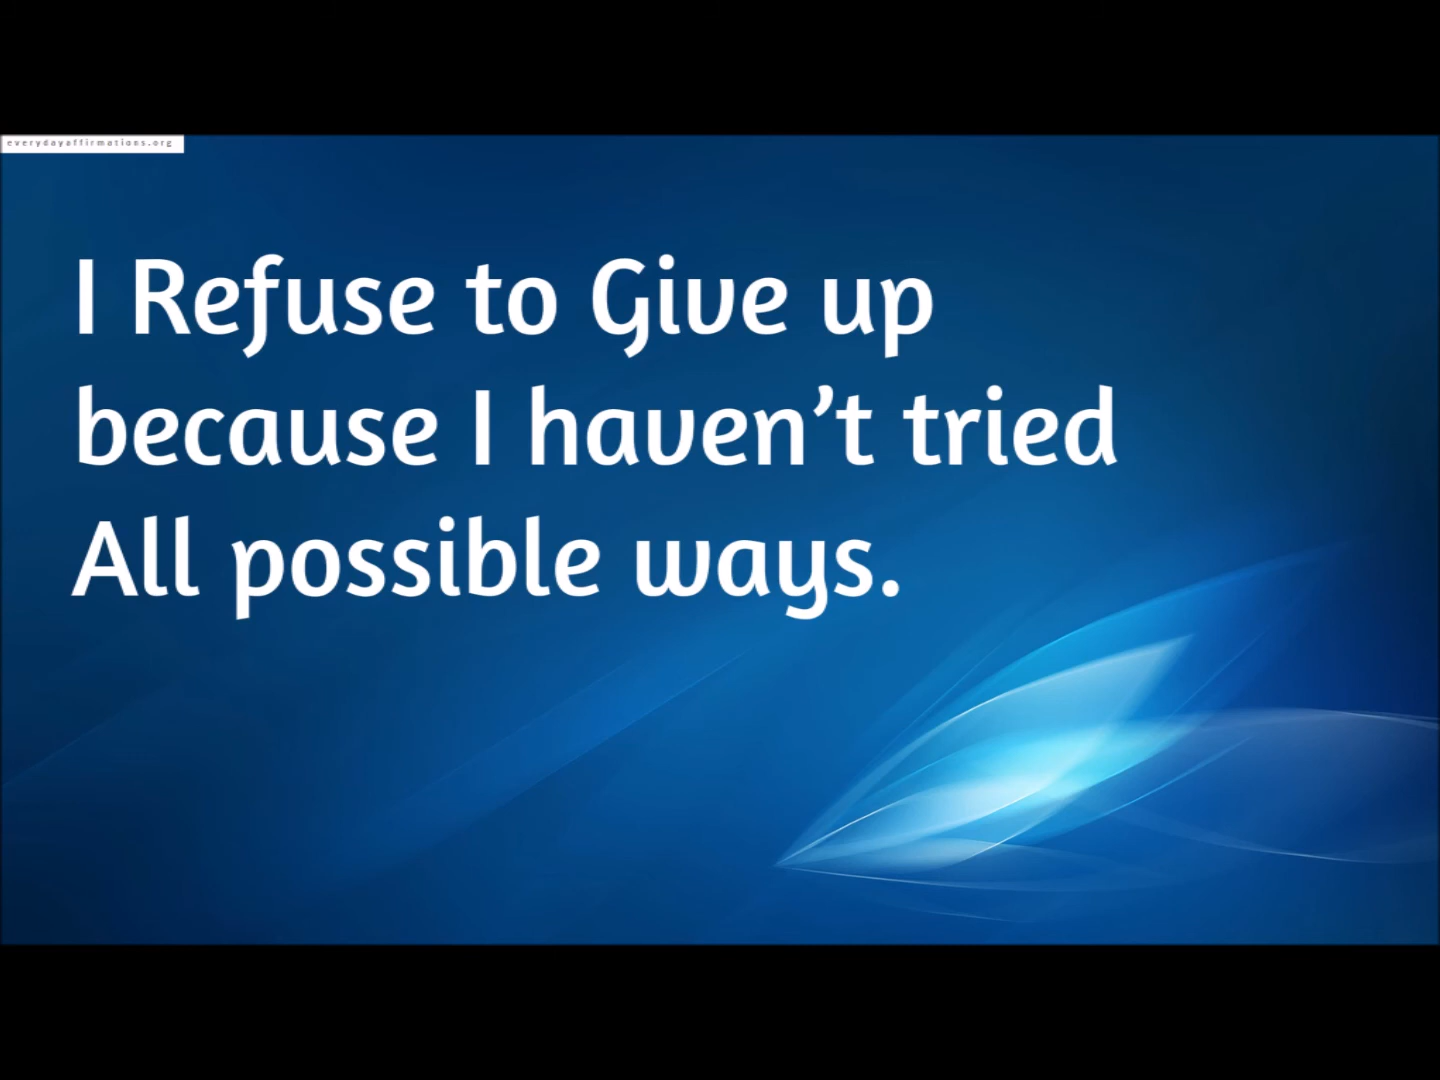 everydayaffirmations.org
I Refuse to Give up
because I haven’t tried
All possible ways.